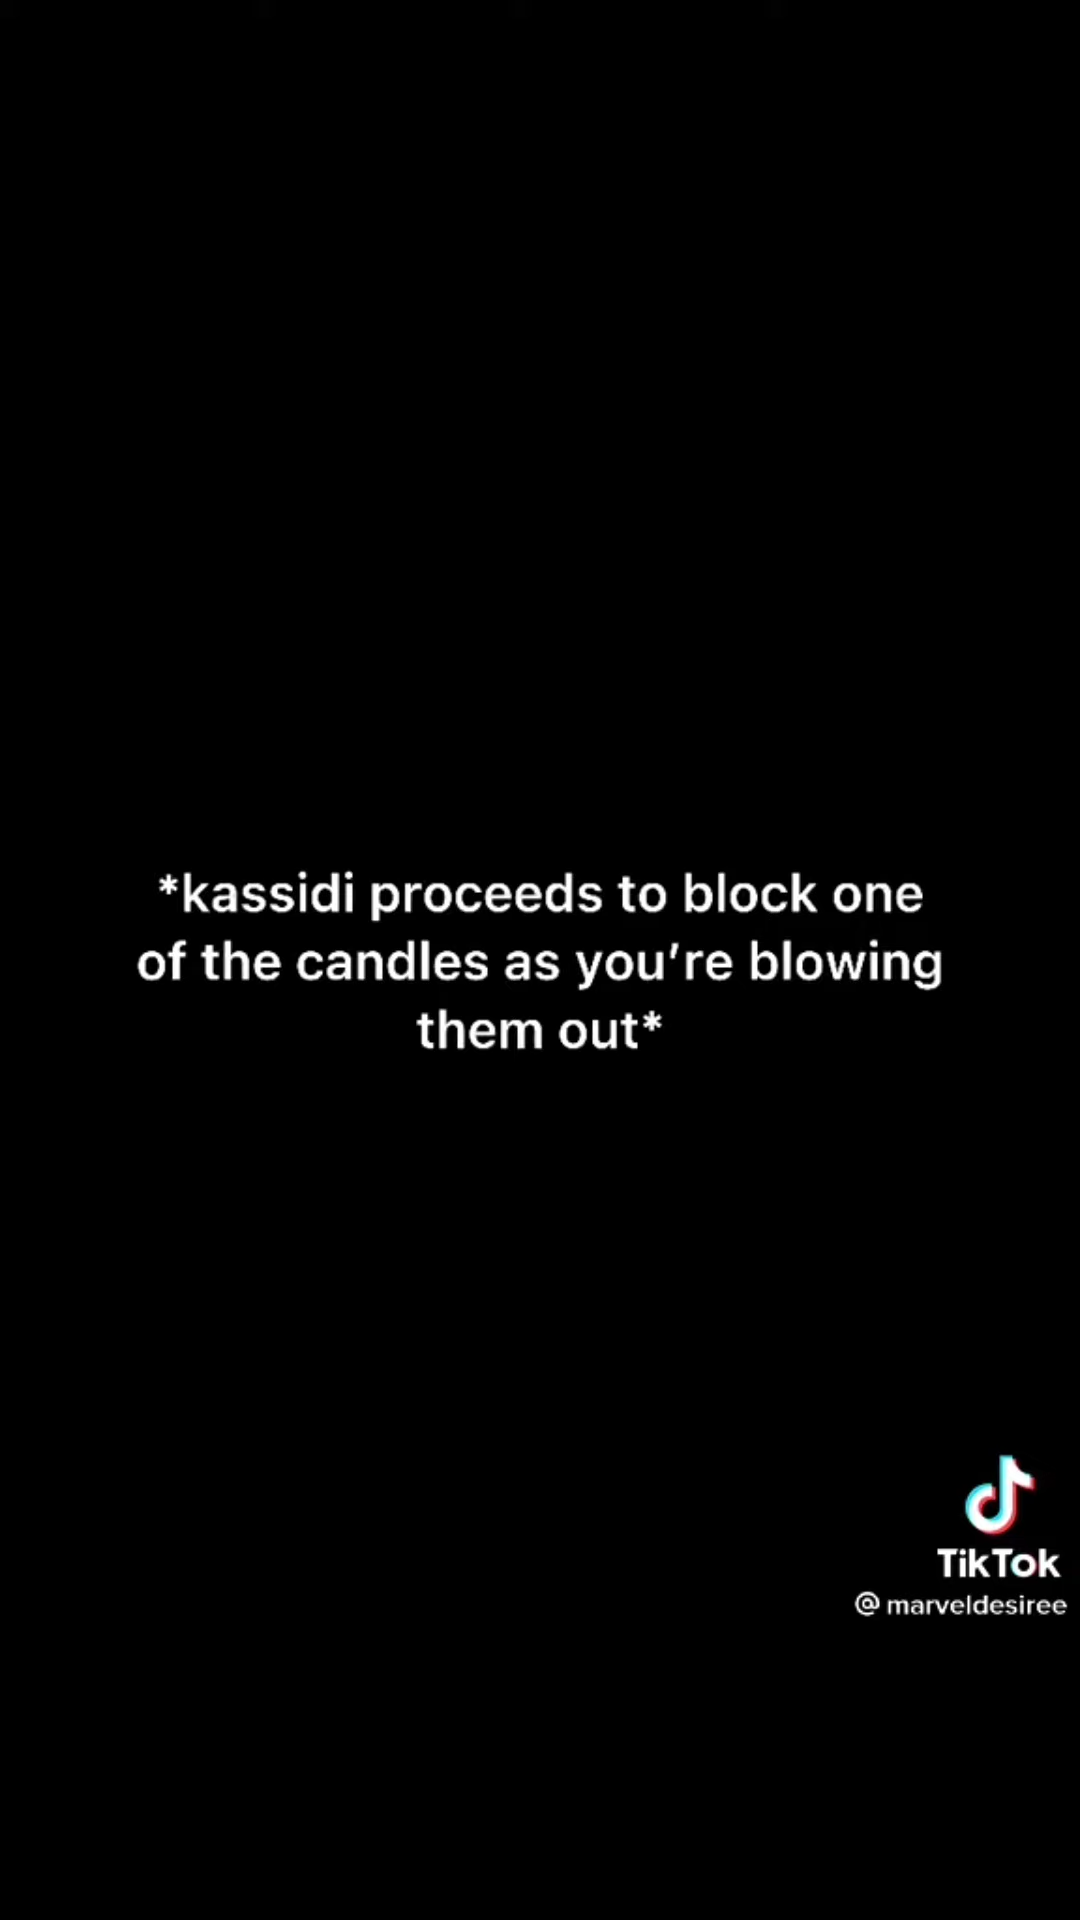 *kassidi proceeds to block one
of the candles as you’re blowing
them out*
TikTok
@marveldesiree